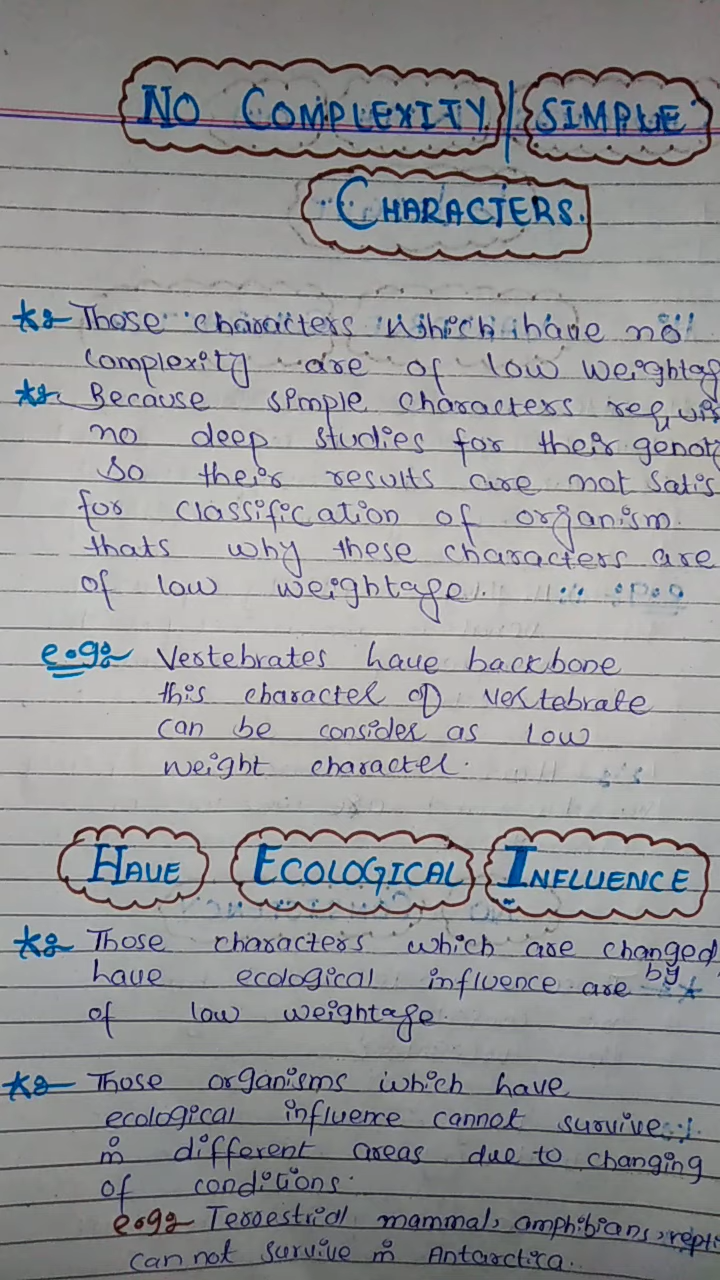 NO COMPLEXITY / SIMPLE
CHARACTERS.
Those characters which have no
complexity are of low weightag
Because simple characters requir
no deep studies for their genot
so their results are not satis
for classification of organism.
thats why these characters are
of low weightage.
e.g:- Vertebrates have backbone
this character of vertebrate
can be consider as low
weight character.
HAVE ECOLOGICAL INFLUENCE
Those characters which are changed
have ecological influence are by
of low weightage.
Those organisms which have
ecological influence cannot survive
in different areas due to changing
of conditions.
e.g:- Terrestrial mammal, amphibians, repti
can not survive in Antarctica.